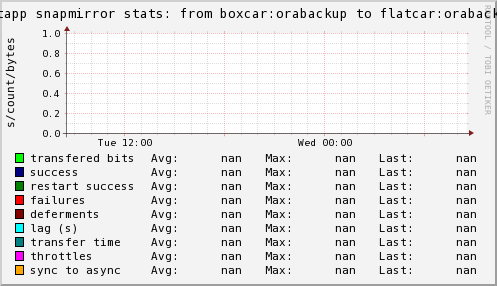 tapp snapmirror stats: from boxcar:orabackup to flatcar:oraback
RRDTOOL / TOBI OETIKER
s/count/bytes
1.0
0.8
0.6
0.4
0.2
0.0
Tue 12:00 Wed 00:00
transfered bits Avg: nan Max: nan Last: nan
success Avg: nan Max: nan Last: nan
restart success Avg: nan Max: nan Last: nan
failures Avg: nan Max: nan Last: nan
deferments Avg: nan Max: nan Last: nan
lag (s) Avg: nan Max: nan Last: nan
transfer time Avg: nan Max: nan Last: nan
throttles Avg: nan Max: nan Last: nan
sync to async Avg: nan Max: nan Last: nan